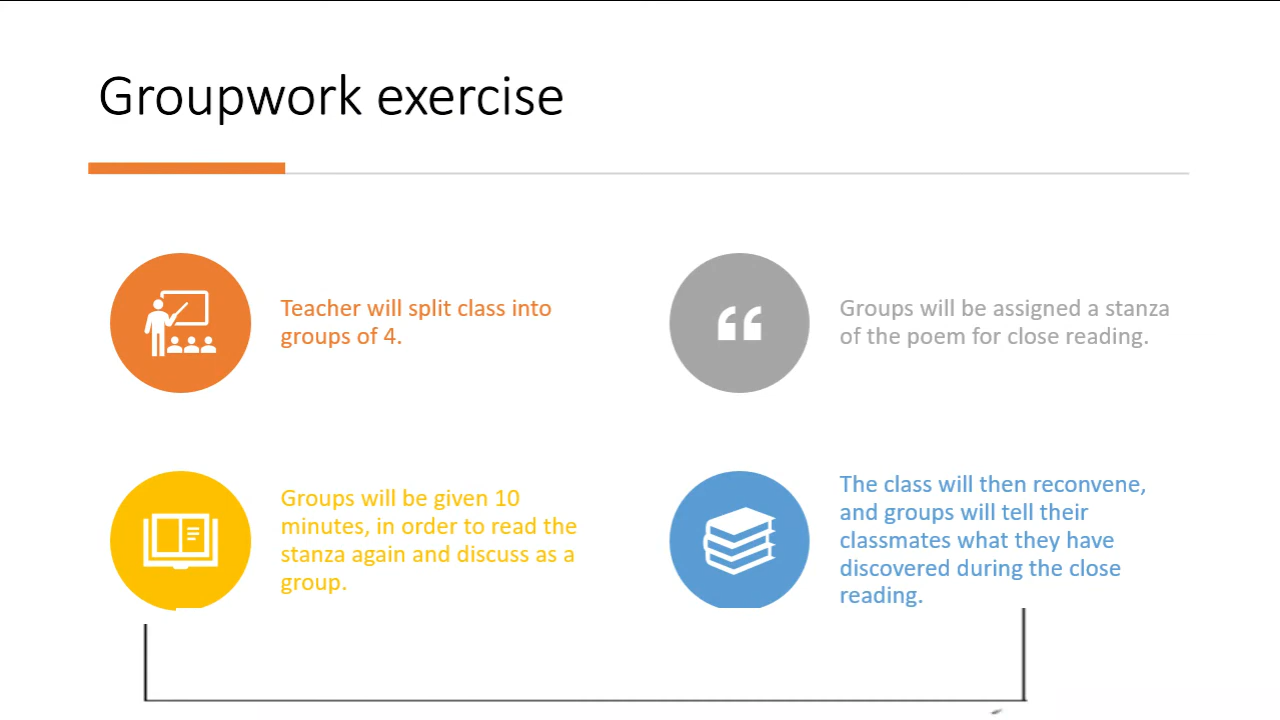 Groupwork exercise
Teacher will split class into
groups of 4.
Groups will be assigned a stanza
of the poem for close reading.
Groups will be given 10
minutes, in order to read the
stanza again and discuss as a
group.
The class will then reconvene,
and groups will tell their
classmates what they have
discovered during the close
reading.